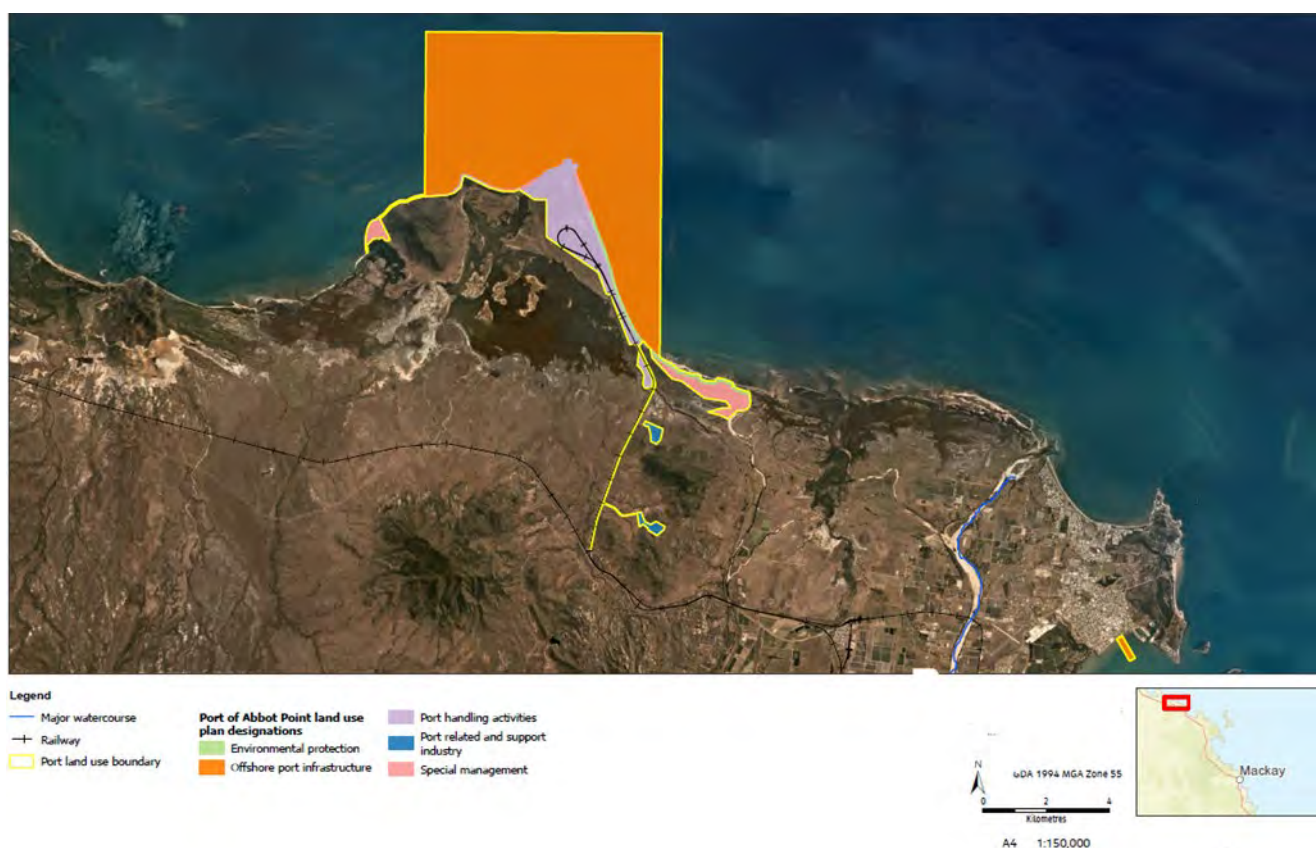 Legend
Major watercourse
Railway
Port land use boundary
Port of Abbot Point land use
plan designations
Environmental protection
Offshore port infrastructure
Port handling activities
Port related and support
industry
Special management
N
GDA 1994 MGA Zone 55
0 2 4
Kilometres
A4 1:150,000
Mackay